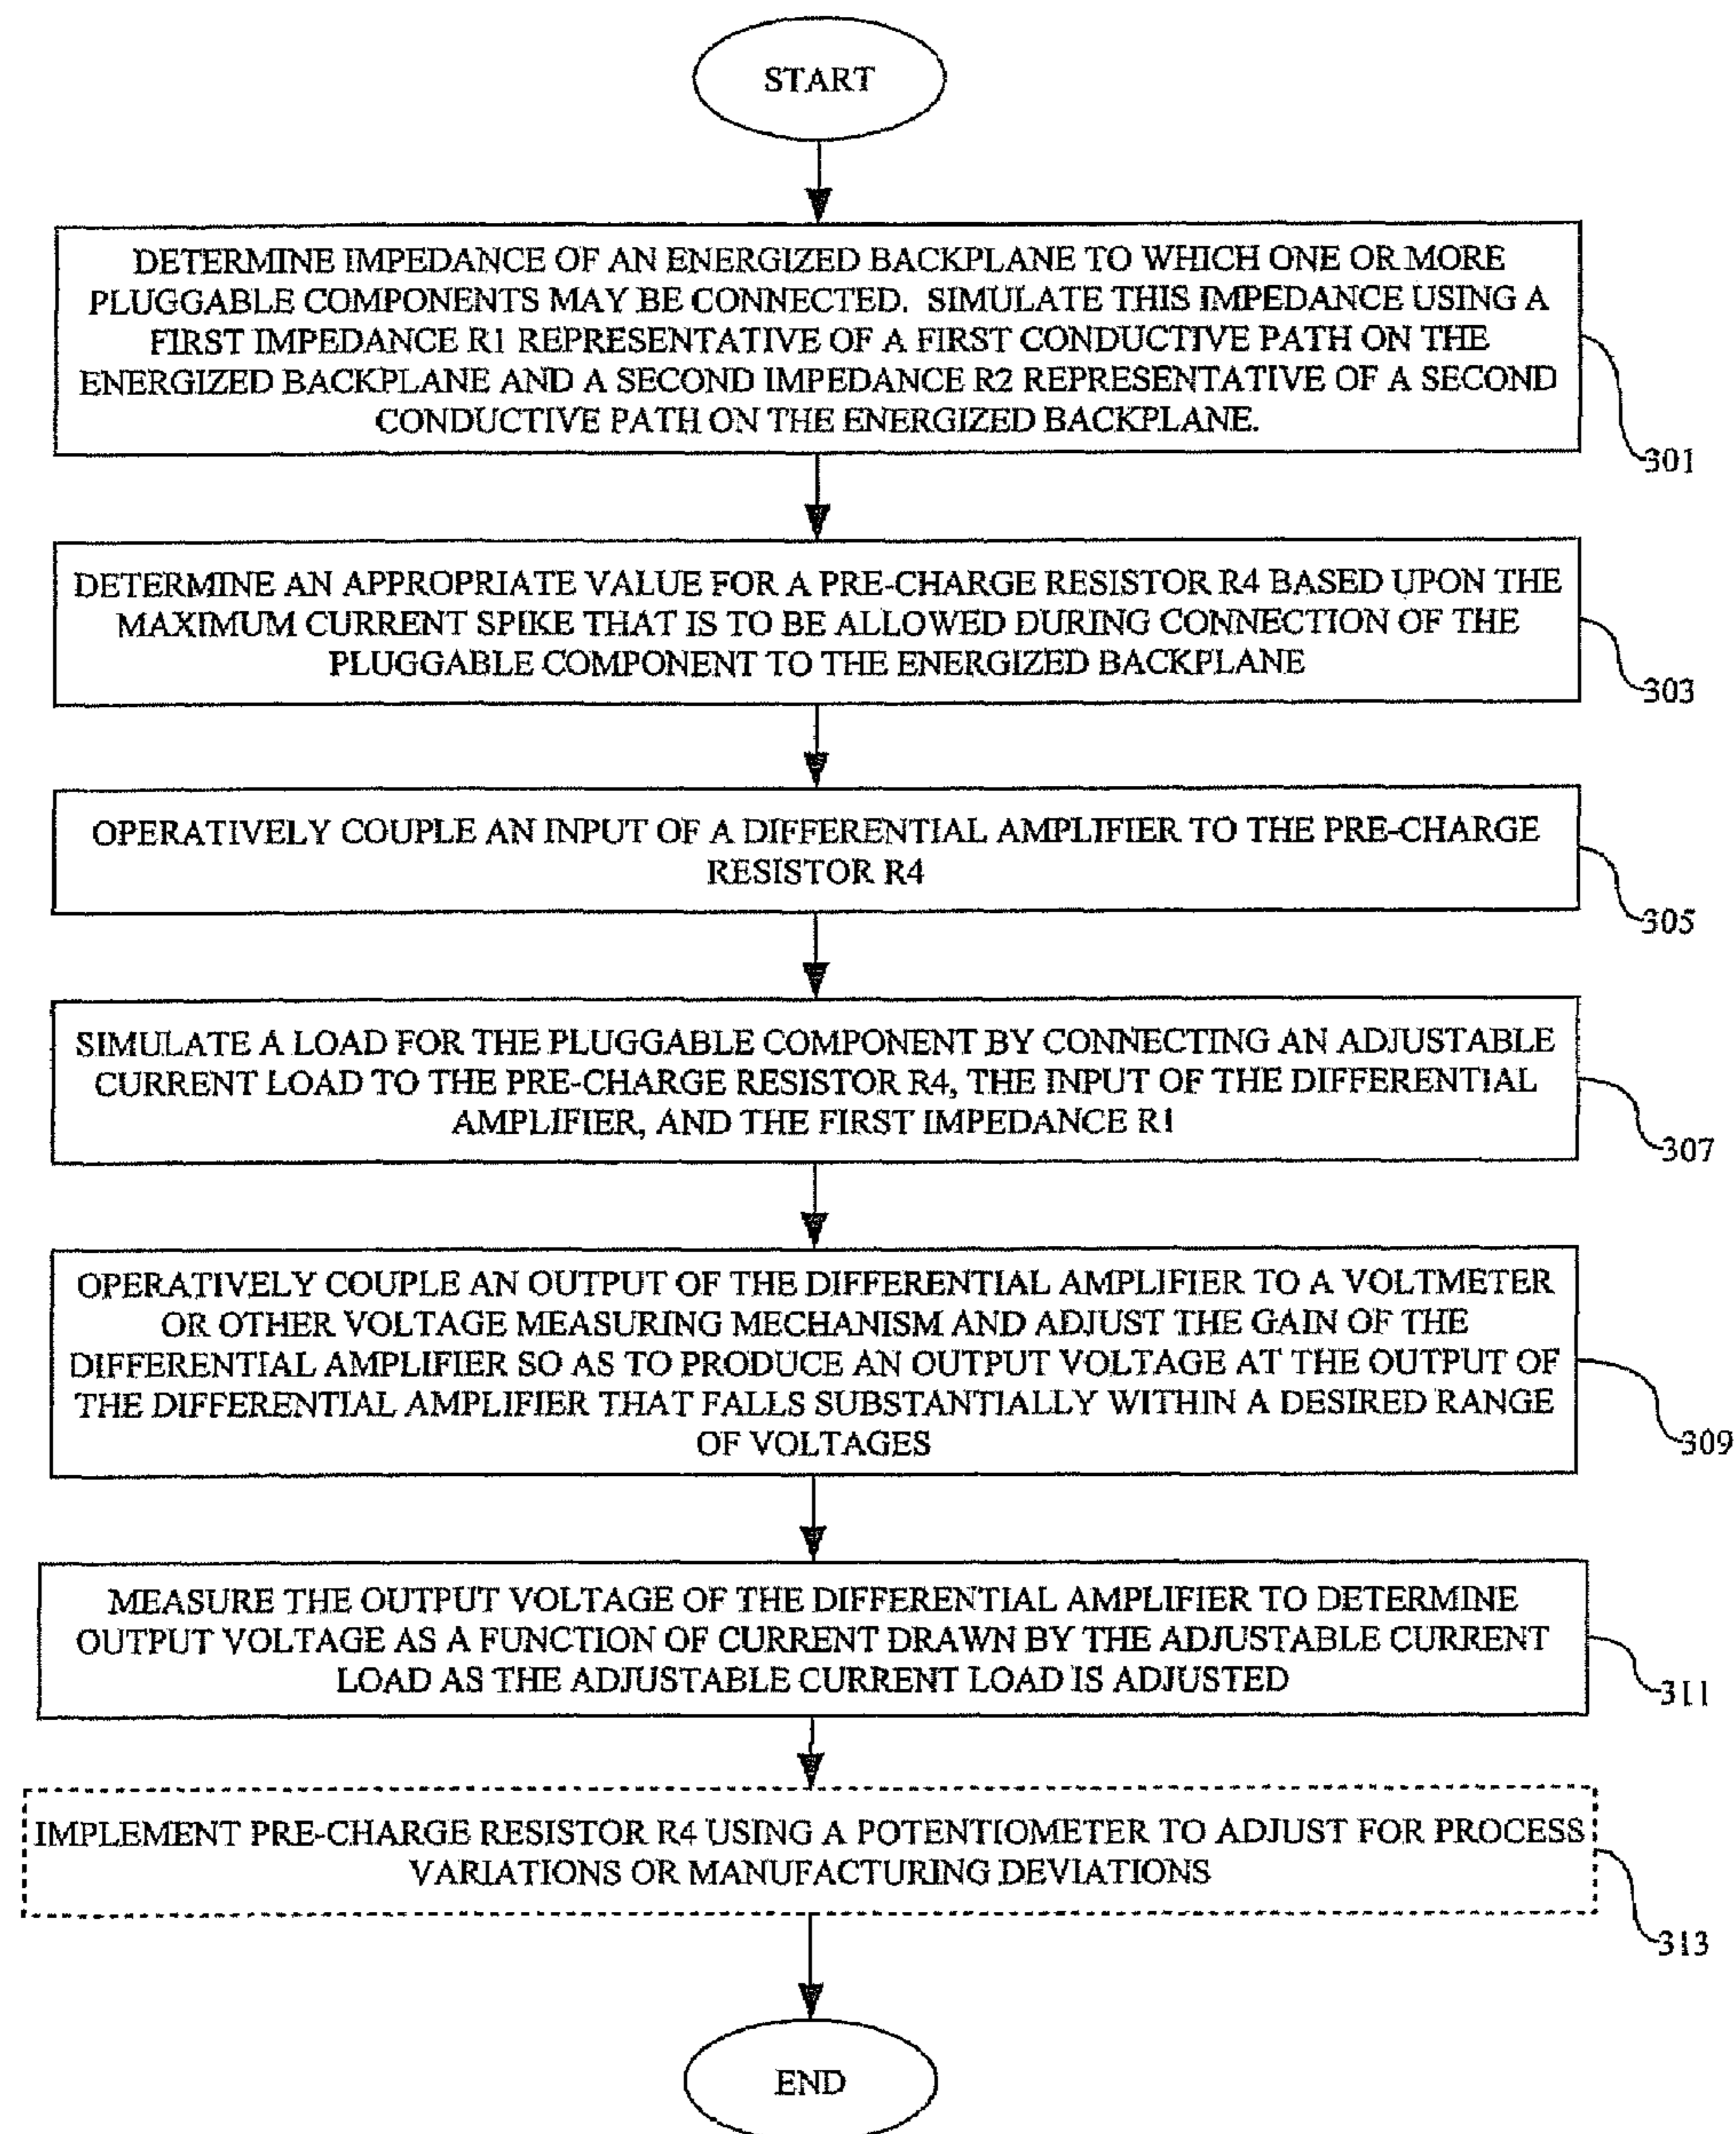 START
DETERMINE IMPEDANCE OF AN ENERGIZED BACKPLANE TO WHICH ONE OR MORE
PLUGGABLE COMPONENTS MAY BE CONNECTED. SIMULATE THIS IMPEDANCE USING A
FIRST IMPEDANCE R1 REPRESENTATIVE OF A FIRST CONDUCTIVE PATH ON THE
ENERGIZED BACKPLANE AND A SECOND IMPEDANCE R2 REPRESENTATIVE OF A SECOND
CONDUCTIVE PATH ON THE ENERGIZED BACKPLANE.
301
DETERMINE AN APPROPRIATE VALUE FOR A PRE-CHARGE RESISTOR R4 BASED UPON THE
MAXIMUM CURRENT SPIKE THAT IS TO BE ALLOWED DURING CONNECTION OF THE
PLUGGABLE COMPONENT TO THE ENERGIZED BACKPLANE
303
OPERATIVELY COUPLE AN INPUT OF A DIFFERENTIAL AMPLIFIER TO THE PRE-CHARGE
RESISTOR R4
305
SIMULATE A LOAD FOR THE PLUGGABLE COMPONENT BY CONNECTING AN ADJUSTABLE
CURRENT LOAD TO THE PRE-CHARGE RESISTOR R4, THE INPUT OF THE DIFFERENTIAL
AMPLIFIER, AND THE FIRST IMPEDANCE R1
307
OPERATIVELY COUPLE AN OUTPUT OF THE DIFFERENTIAL AMPLIFIER TO A VOLTMETER
OR OTHER VOLTAGE MEASURING MECHANISM AND ADJUST THE GAIN OF THE
DIFFERENTIAL AMPLIFIER SO AS TO PRODUCE AN OUTPUT VOLTAGE AT THE OUTPUT OF
THE DIFFERENTIAL AMPLIFIER THAT FALLS SUBSTANTIALLY WITHIN A DESIRED RANGE
OF VOLTAGES
309
MEASURE THE OUTPUT VOLTAGE OF THE DIFFERENTIAL AMPLIFIER TO DETERMINE
OUTPUT VOLTAGE AS A FUNCTION OF CURRENT DRAWN BY THE ADJUSTABLE CURRENT
LOAD AS THE ADJUSTABLE CURRENT LOAD IS ADJUSTED
311
IMPLEMENT PRE-CHARGE RESISTOR R4 USING A POTENTIOMETER TO ADJUST FOR PROCESS
VARIATIONS OR MANUFACTURING DEVIATIONS
313
END